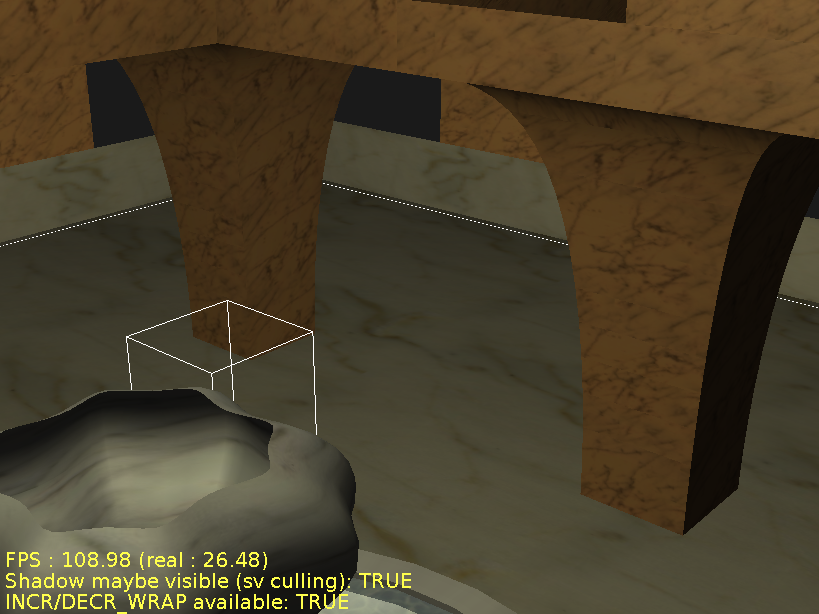 FPS : 108.98 (real : 26.48)
Shadow maybe visible (sv culling): TRUE
INCR/DECR_WRAP available: TRUE